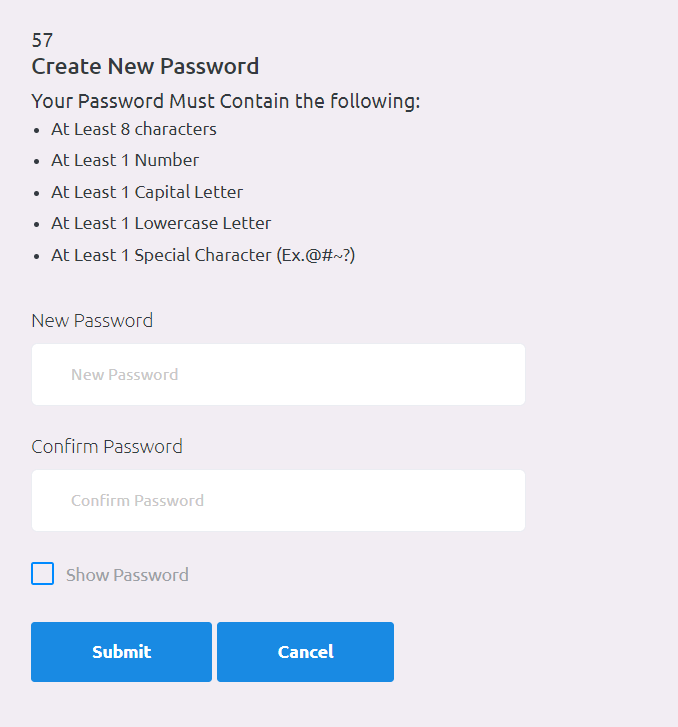 57
Create New Password
Your Password Must Contain the following:
• At Least 8 characters
• At Least 1 Number
• At Least 1 Capital Letter
• At Least 1 Lowercase Letter
• At Least 1 Special Character (Ex.@#~?)
New Password
New Password
Confirm Password
Confirm Password
Show Password
Submit Cancel